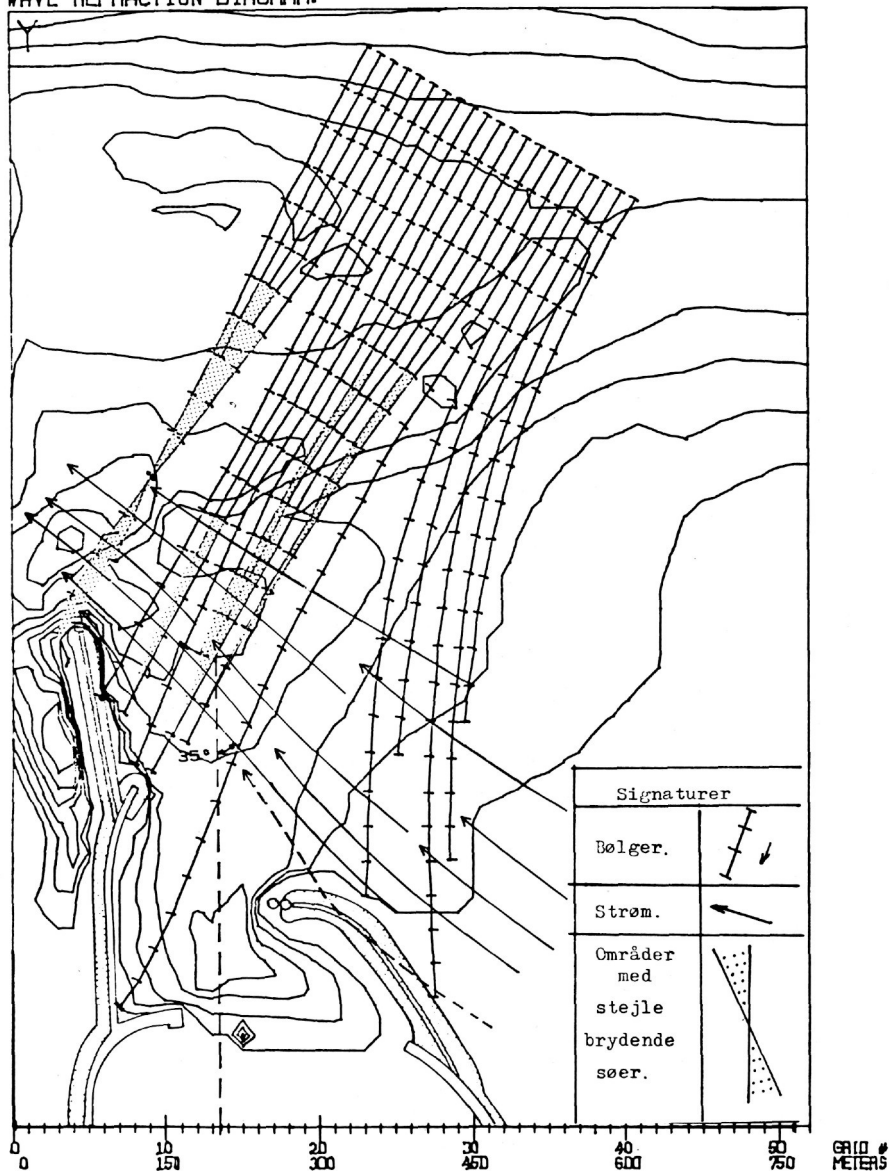 WAVE REFRACTION DIAGRAM.
Y
35°
Signaturer
Bølger.
Strøm.
Områder
med
stejle
brydende
søer.
0 10 20 30 40 50 GRID #
0 150 300 450 600 750 METERS